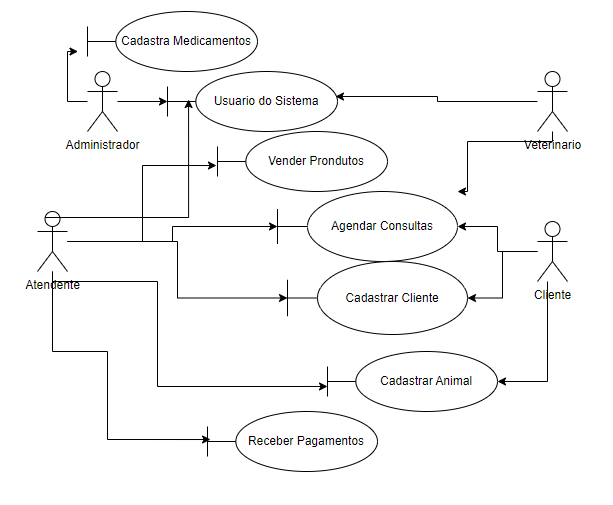 Cadastra Medicamentos
Usuario do Sistema
Administrador
Veterinario
Vender Prondutos
Agendar Consultas
Atendente
Cadastrar Cliente
Cliente
Cadastrar Animal
Receber Pagamentos